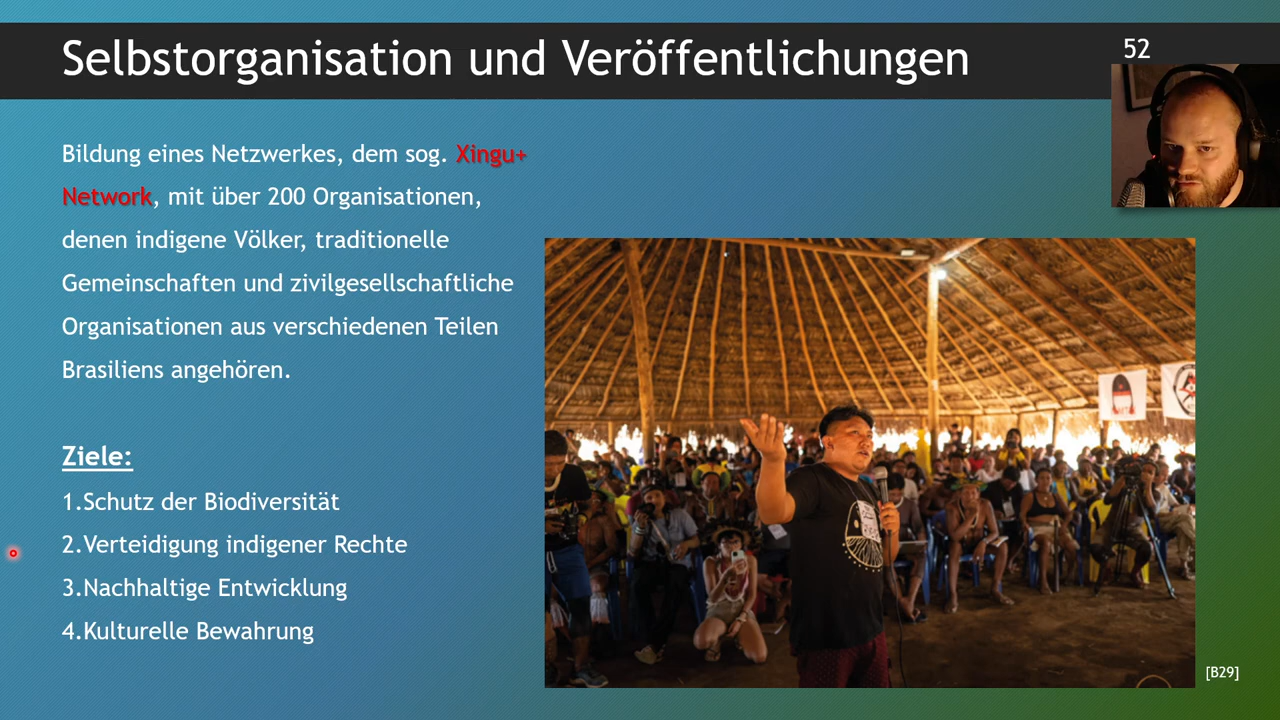 Selbstorganisation und Veröffentlichungen
52
Bildung eines Netzwerkes, dem sog. Xingu+
Network, mit über 200 Organisationen,
denen indigene Völker, traditionelle
Gemeinschaften und zivilgesellschaftliche
Organisationen aus verschiedenen Teilen
Brasiliens angehören.
Ziele:
1.Schutz der Biodiversität
2.Verteidigung indigener Rechte
3.Nachhaltige Entwicklung
4.Kulturelle Bewahrung
[B29]